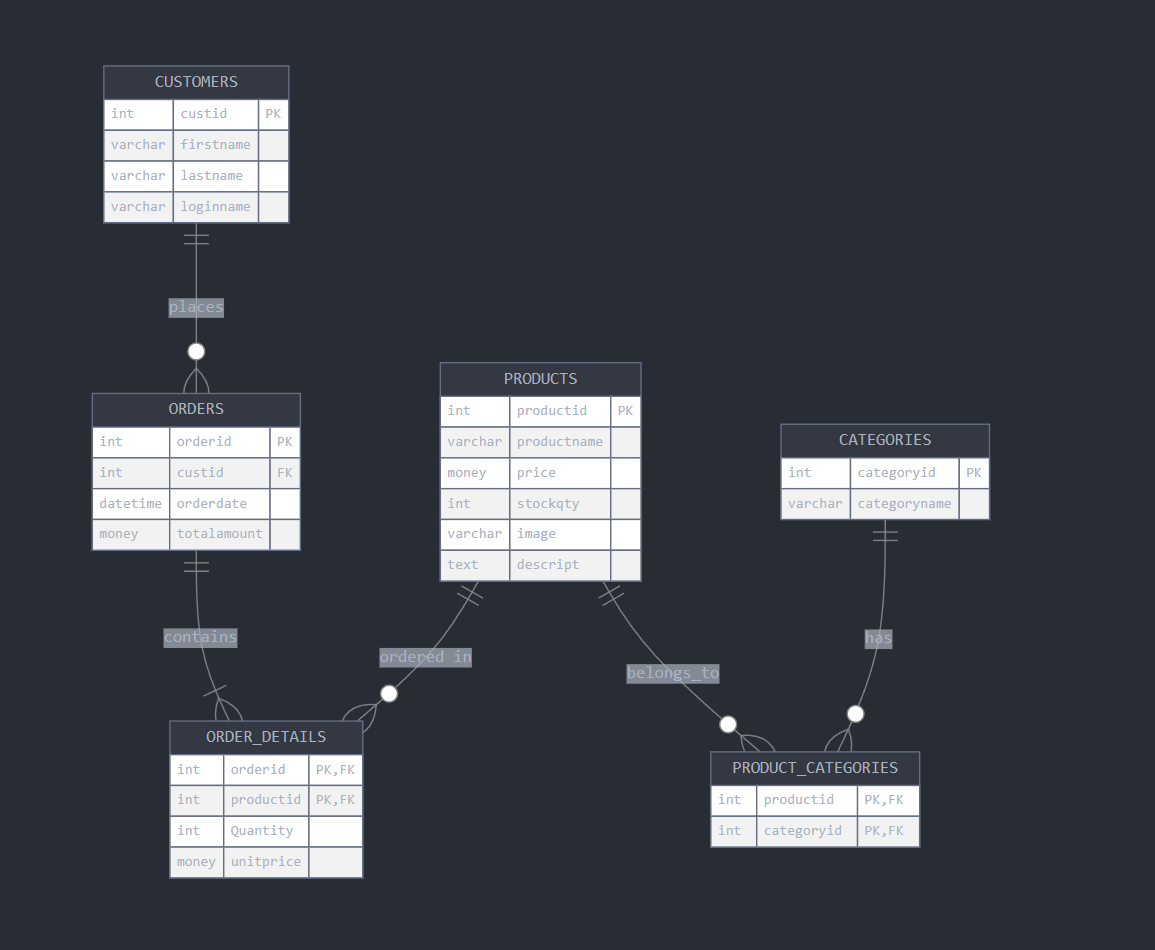 CUSTOMERS
int custid PK
varchar firstname
varchar lastname
varchar loginname
places
ORDERS
int orderid PK
int custid FK
datetime orderdate
money totalamount
PRODUCTS
int productid PK
varchar productname
money price
int stockqty
varchar image
text descript
CATEGORIES
int categoryid PK
varchar categoryname
contains
ordered in
belongs_to
has
ORDER_DETAILS
int orderid PK,FK
int productid PK,FK
int Quantity
money unitprice
PRODUCT_CATEGORIES
int productid PK,FK
int categoryid PK,FK